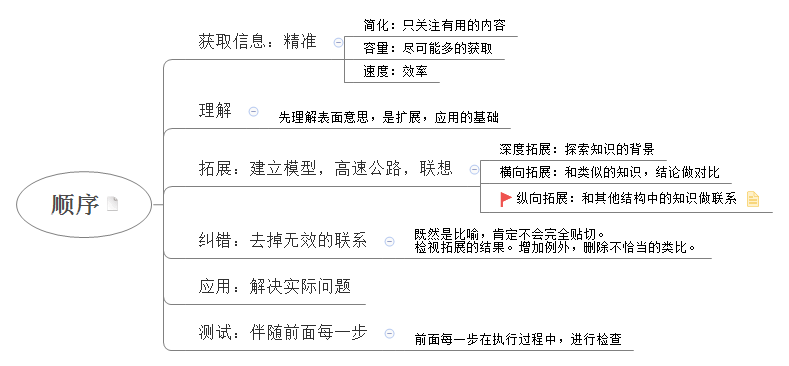 顺序
获取信息：精准
简化：只关注有用的内容
容量：尽可能多的获取
速度：效率
理解
先理解表面意思，是扩展，应用的基础
拓展：建立模型，高速公路，联想
深度拓展：探索知识的背景
横向拓展：和类似的知识，结论做对比
纵向拓展：和其他结构中的知识做联系
纠错：去掉无效的联系
既然是比喻，肯定不会完全贴切。
检视拓展的结果。增加例外，删除不恰当的类比。
应用：解决实际问题
测试：伴随前面每一步
前面每一步在执行过程中，进行检查